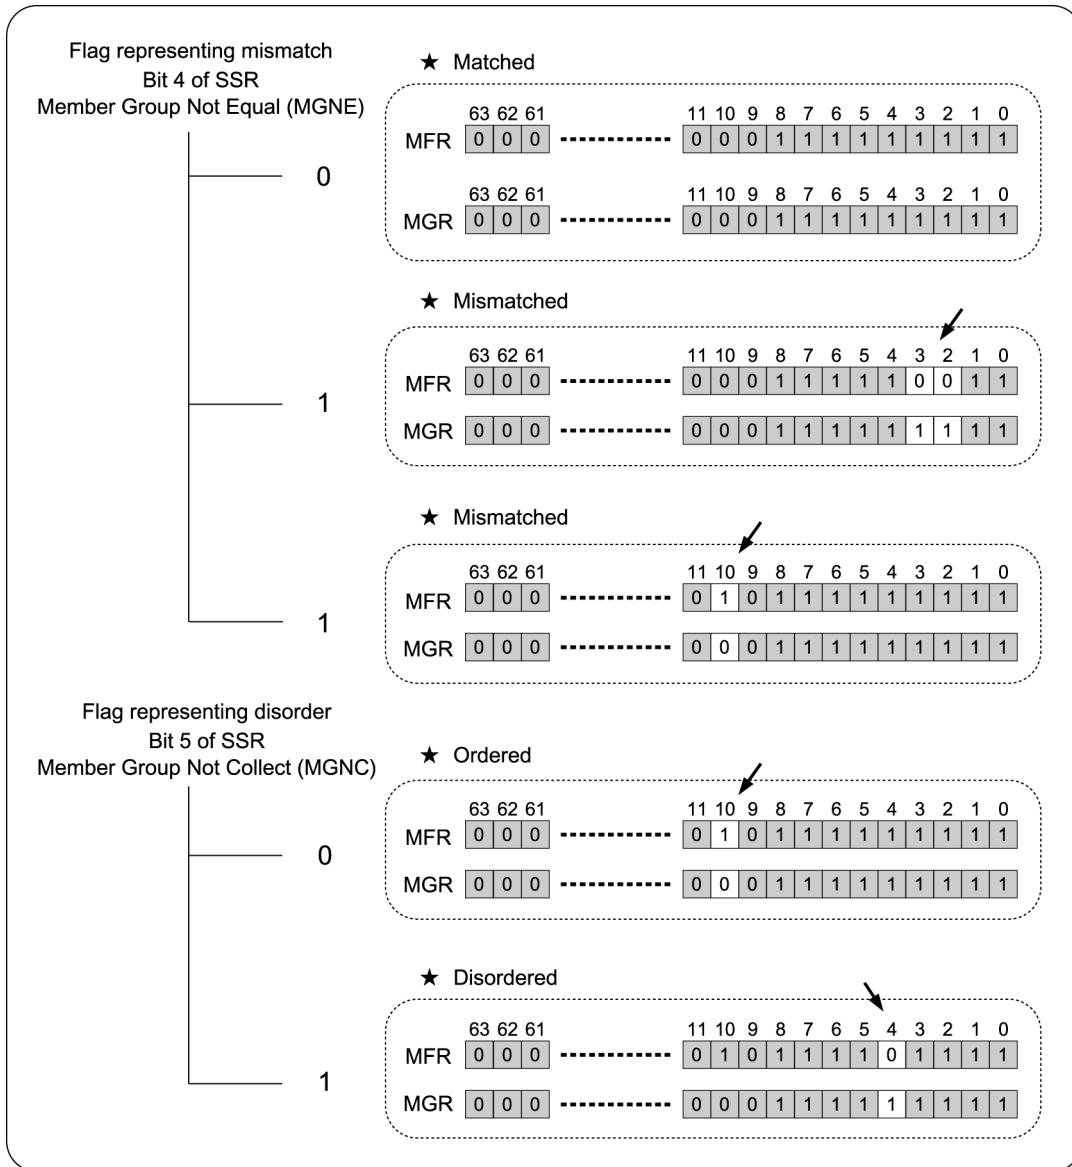 Flag representing mismatch
Bit 4 of SSR
Member Group Not Equal (MGNE)
★ Matched
63 62 61 11 10 9 8 7 6 5 4 3 2 1 0
MFR 0 0 0 0 0 0 1 1 1 1 1 1 1 1 1
0
63 62 61 11 10 9 8 7 6 5 4 3 2 1 0
MGR 0 0 0 0 0 0 1 1 1 1 1 1 1 1 1
★ Mismatched
63 62 61 11 10 9 8 7 6 5 4 3 2 1 0
MFR 0 0 0 0 0 0 1 1 1 1 1 0 0 1 1
1
MGR 0 0 0 0 0 0 1 1 1 1 1 1 1 1 1
★ Mismatched
63 62 61 11 10 9 8 7 6 5 4 3 2 1 0
MFR 0 0 0 0 1 0 1 1 1 1 1 1 1 1 1
1
MGR 0 0 0 0 0 0 1 1 1 1 1 1 1 1 1
Flag representing disorder
Bit 5 of SSR
Member Group Not Collect (MGNC)
★ Ordered
63 62 61 11 10 9 8 7 6 5 4 3 2 1 0
MFR 0 0 0 0 1 0 1 1 1 1 1 1 1 1 1
0
MGR 0 0 0 0 0 0 1 1 1 1 1 1 1 1 1
★ Disordered
63 62 61 11 10 9 8 7 6 5 4 3 2 1 0
MFR 0 0 0 0 1 0 1 1 1 1 0 1 1 1 1
1
MGR 0 0 0 0 0 0 1 1 1 1 1 1 1 1 1